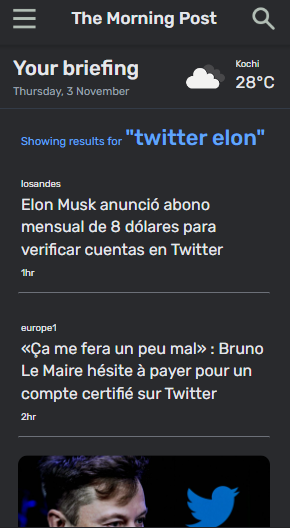 The Morning Post
Your briefing
Kochi
28°C
Thursday, 3 November
Showing results for "twitter elon"
losandes
Elon Musk anunció abono
mensual de 8 dólares para
verificar cuentas en Twitter
1hr
europe1
«Ça me fera un peu mal» : Bruno
Le Maire hésite à payer pour un
compte certifié sur Twitter
2hr